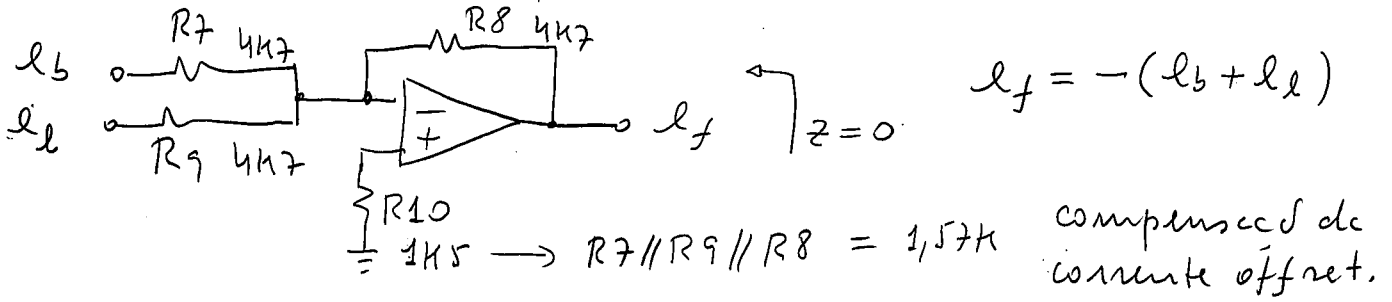 R7 4K7
R8 4K7
eb
el
R9 4K7
−
+
ef
Z = 0
ef = −(eb + el)
R10
1K5 → R7//R9//R8 = 1,57K
compensacd de
corrente offset.